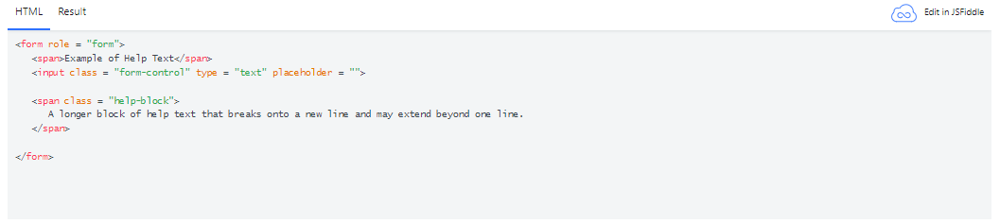 HTML Result Edit in JSFiddle
<form role = "form">
<span>Example of Help Text</span>
<input class = "form-control" type = "text" placeholder = "">
<span class = "help-block">
A longer block of help text that breaks onto a new line and may extend beyond one line.
</span>
</form>